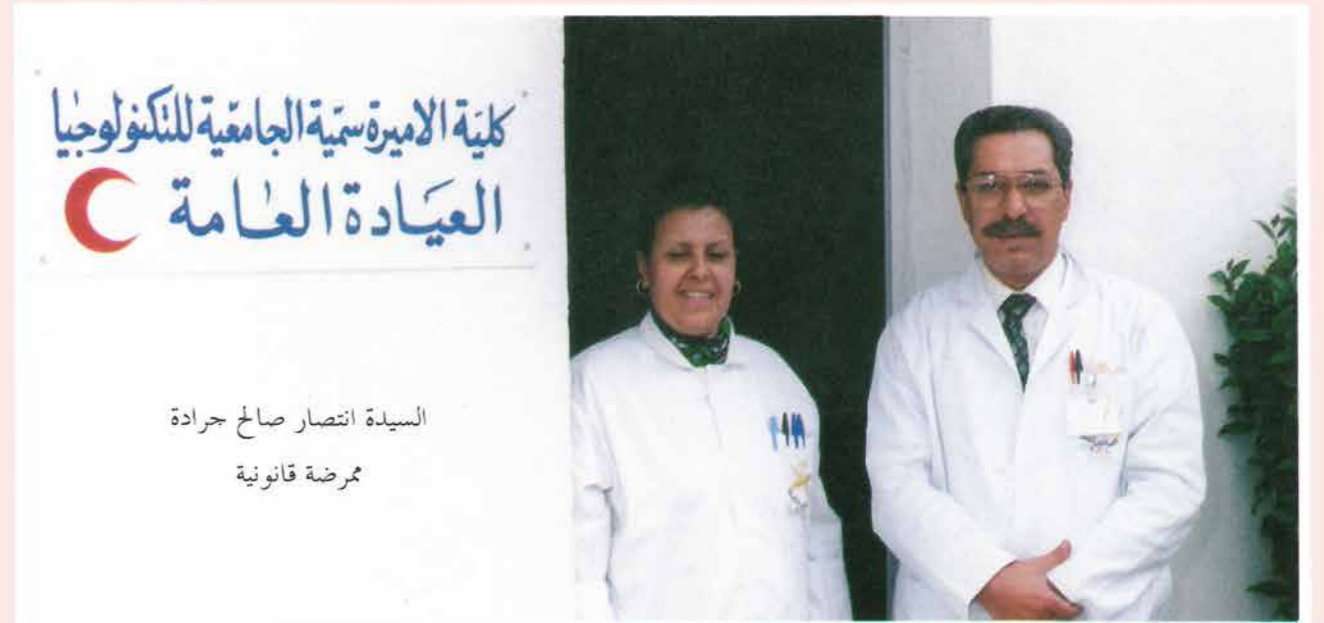 كلية الاميرة سمية الجامعية للتكنولوجيا
العيادة العامة
السيدة انتصار صالح جرادة
ممرضة قانونية